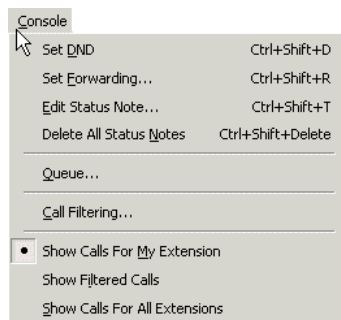 Console
Set DND Ctrl+Shift+D
Set Forwarding... Ctrl+Shift+R
Edit Status Note... Ctrl+Shift+T
Delete All Status Notes Ctrl+Shift+Delete
Queue...
Call Filtering...
Show Calls For My Extension
Show Filtered Calls
Show Calls For All Extensions